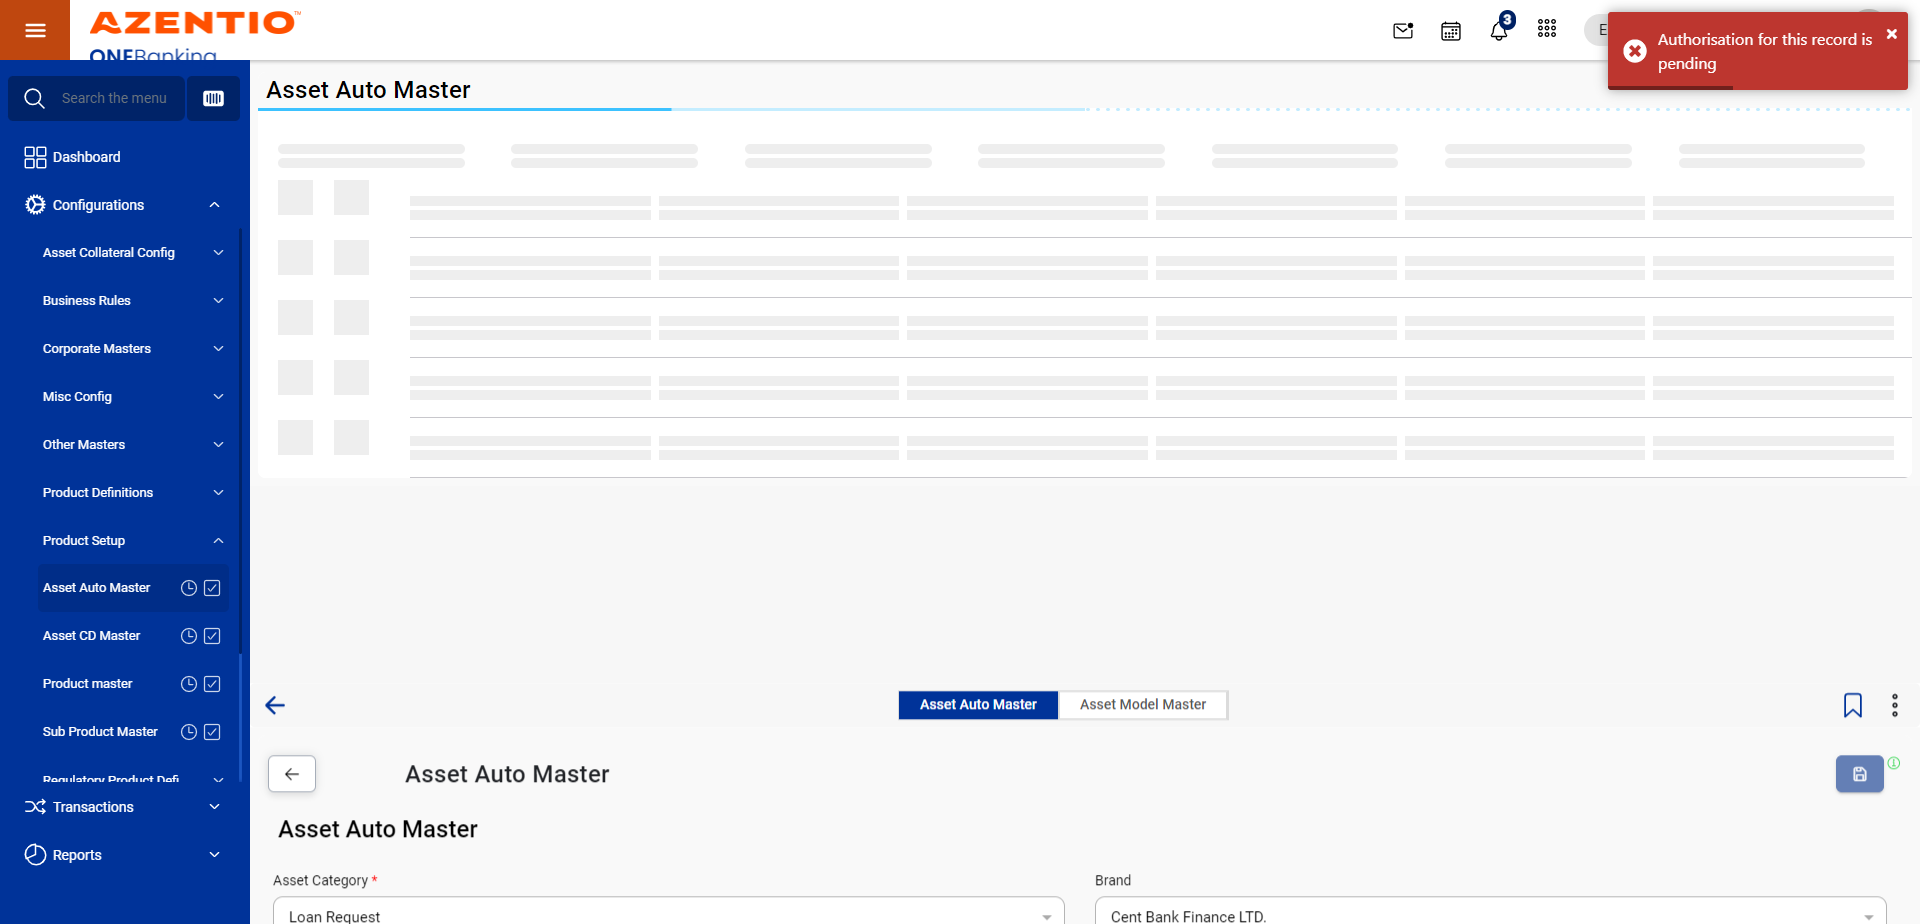 AZENTIO™
ONEBanking
3
E
Authorisation for this record is
pending
Search the menu
Asset Auto Master
Dashboard
Configurations
Asset Collateral Config
Business Rules
Corporate Masters
Misc Config
Other Masters
Product Definitions
Product Setup
Asset Auto Master
Asset CD Master
Product master
Sub Product Master
Regulatory Product Defi
Transactions
Reports
Asset Auto Master
Asset Model Master
Asset Auto Master
Asset Auto Master
Asset Category *
Brand
Loan Request
Cent Bank Finance LTD.